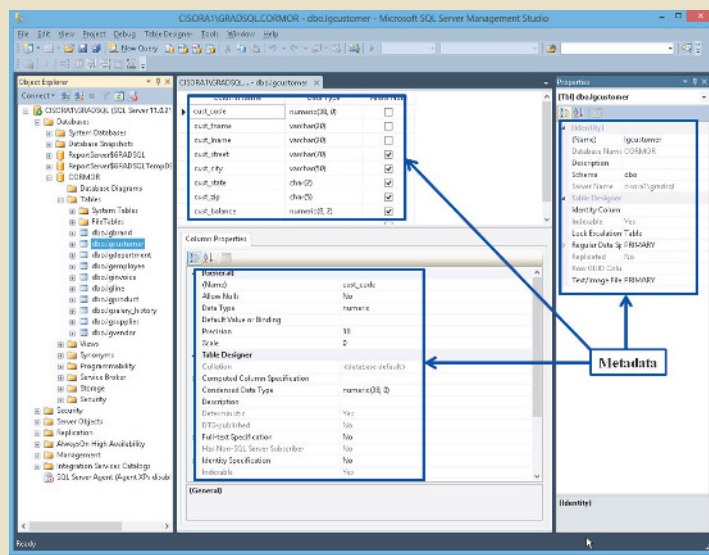 CISORA1\GRADSQL.CORMOR - dbo.lgcustomer - Microsoft SQL Server Management Studio
File Edit View Project Debug Table Designer Tools Window Help
New Query
Object Explorer
Connect
CISORA1\GRADSQL (SQL Server 11.0.21
Databases
System Databases
Database Snapshots
ReportServer$GRADSQL
ReportServer$GRADSQLTempDB
CORMOR
Database Diagrams
Tables
System Tables
FileTables
dbo.lgbrand
dbo.lgcustomer
dbo.lgdepartment
dbo.lgemployee
dbo.lginvoice
dbo.lgline
dbo.lgproduct
dbo.lgsalary_history
dbo.lgsupplies
dbo.lgvendor
Views
Synonyms
Programmability
Service Broker
Storage
Security
Security
Server Objects
Replication
AlwaysOn High Availability
Management
Integration Services Catalogs
SQL Server Agent (Agent XPs disabl
CISORA1\GRADSQL... - dbo.lgcustomer
Column Name Data Type Allow Nulls
cust_code numeric(38, 0)
cust_fname varchar(20)
cust_lname varchar(20)
cust_street varchar(70)
cust_city varchar(50)
cust_state char(2)
cust_zip char(5)
cust_balance numeric(8, 2)
Column Properties
(General)
(Name) cust_code
Allow Nulls No
Data Type numeric
Default Value or Binding
Precision 38
Scale 0
Table Designer
Collation <database default>
Computed Column Specification
Condensed Data Type numeric(38, 0)
Description
Deterministic Yes
DTS-published No
Full-text Specification No
Has Non-SQL Server Subscriber No
Identity Specification No
Indexable Yes
(General)
Properties
[Tbl] dbo.lgcustomer
(Identity)
(Name) lgcustomer
Database Name CORMOR
Description
Schema dbo
Server Name cisora1\gradsql
Table Designer
Identity Column
Indexable Yes
Lock Escalation Table
Regular Data Sp PRIMARY
Replicated No
Row GUID Colu
Text/Image File PRIMARY
Metadata
(Identity)
Ready